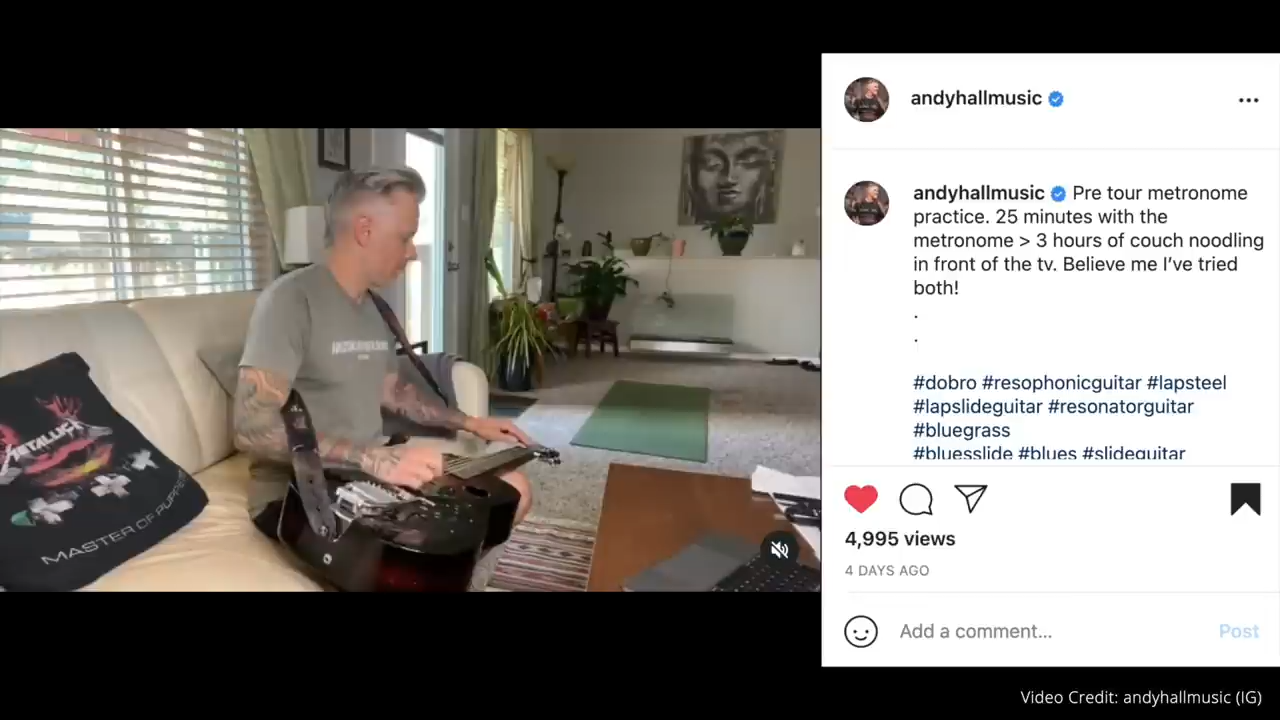 andyhallmusic
andyhallmusic Pre tour metronome
practice. 25 minutes with the
metronome > 3 hours of couch noodling
in front of the tv. Believe me I’ve tried
both!
.
.
#dobro #resophonicguitar #lapsteel
#lapslideguitar #resonatorguitar
#bluegrass
#bluesslide #blues #slideguitar
4,995 views
4 DAYS AGO
Add a comment...
Post
METALLICA
MASTER OF PUPPETS
Video Credit: andyhallmusic (IG)